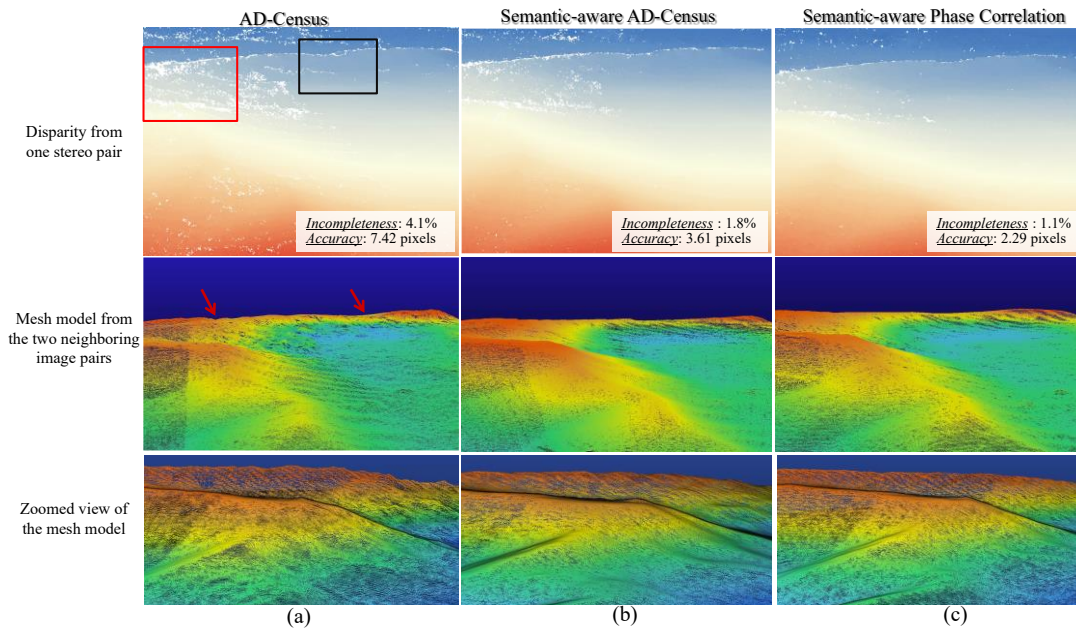 AD-Census
Semantic-aware AD-Census
Semantic-aware Phase Correlation
Disparity from
one stereo pair
Incompleteness: 4.1%
Accuracy: 7.42 pixels
Incompleteness : 1.8%
Accuracy: 3.61 pixels
Incompleteness : 1.1%
Accuracy: 2.29 pixels
Mesh model from
the two neighboring
image pairs
Zoomed view of
the mesh model
(a)
(b)
(c)